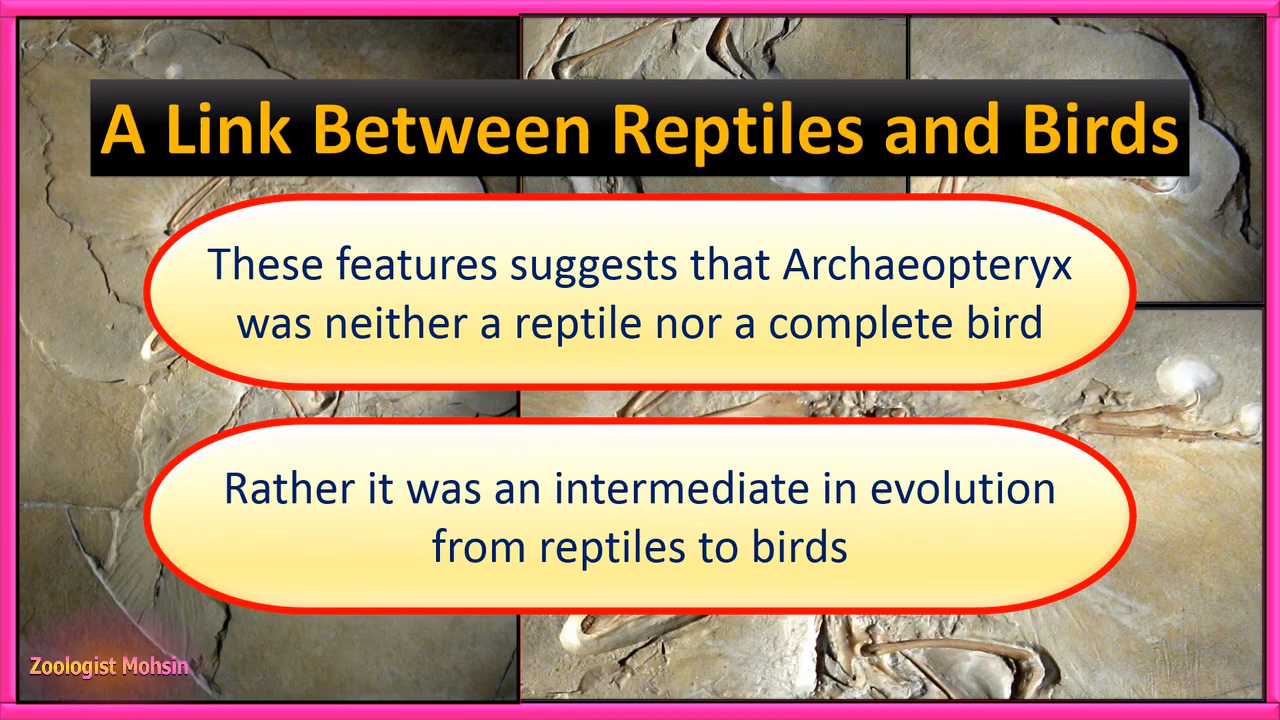 A Link Between Reptiles and Birds
These features suggests that Archaeopteryx
was neither a reptile nor a complete bird
Rather it was an intermediate in evolution
from reptiles to birds
Zoologist Mohsin